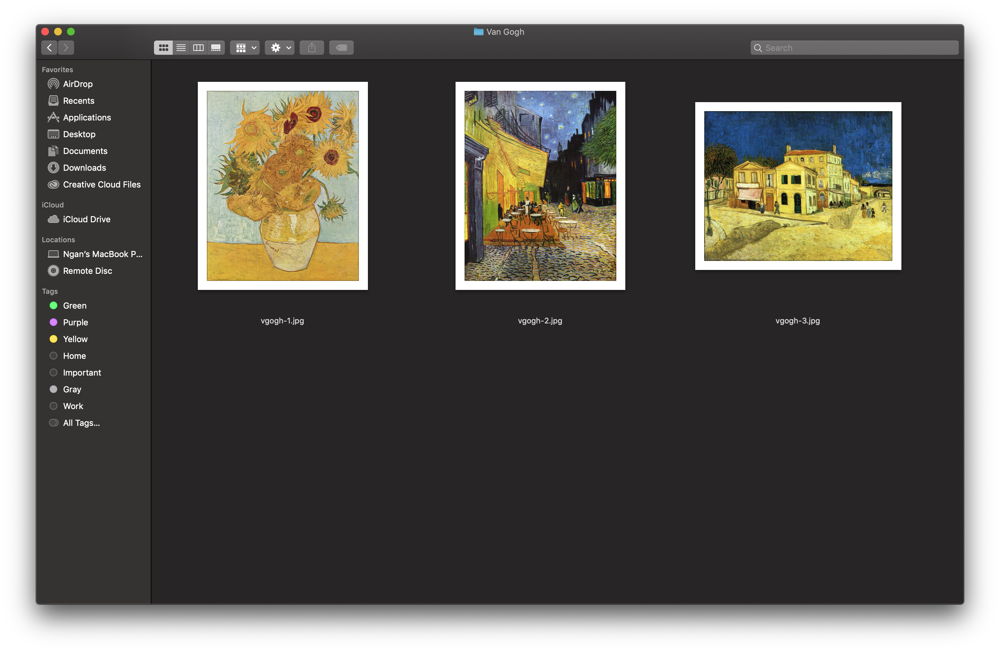 Van Gogh
Search
Favorites
AirDrop
Recents
Applications
Desktop
Documents
Downloads
Creative Cloud Files
iCloud
iCloud Drive
Locations
Ngan’s MacBook P...
Remote Disc
Tags
Green
Purple
Yellow
Home
Important
Gray
Work
All Tags...
Vincent
vgogh-1.jpg
vgogh-2.jpg
vgogh-3.jpg